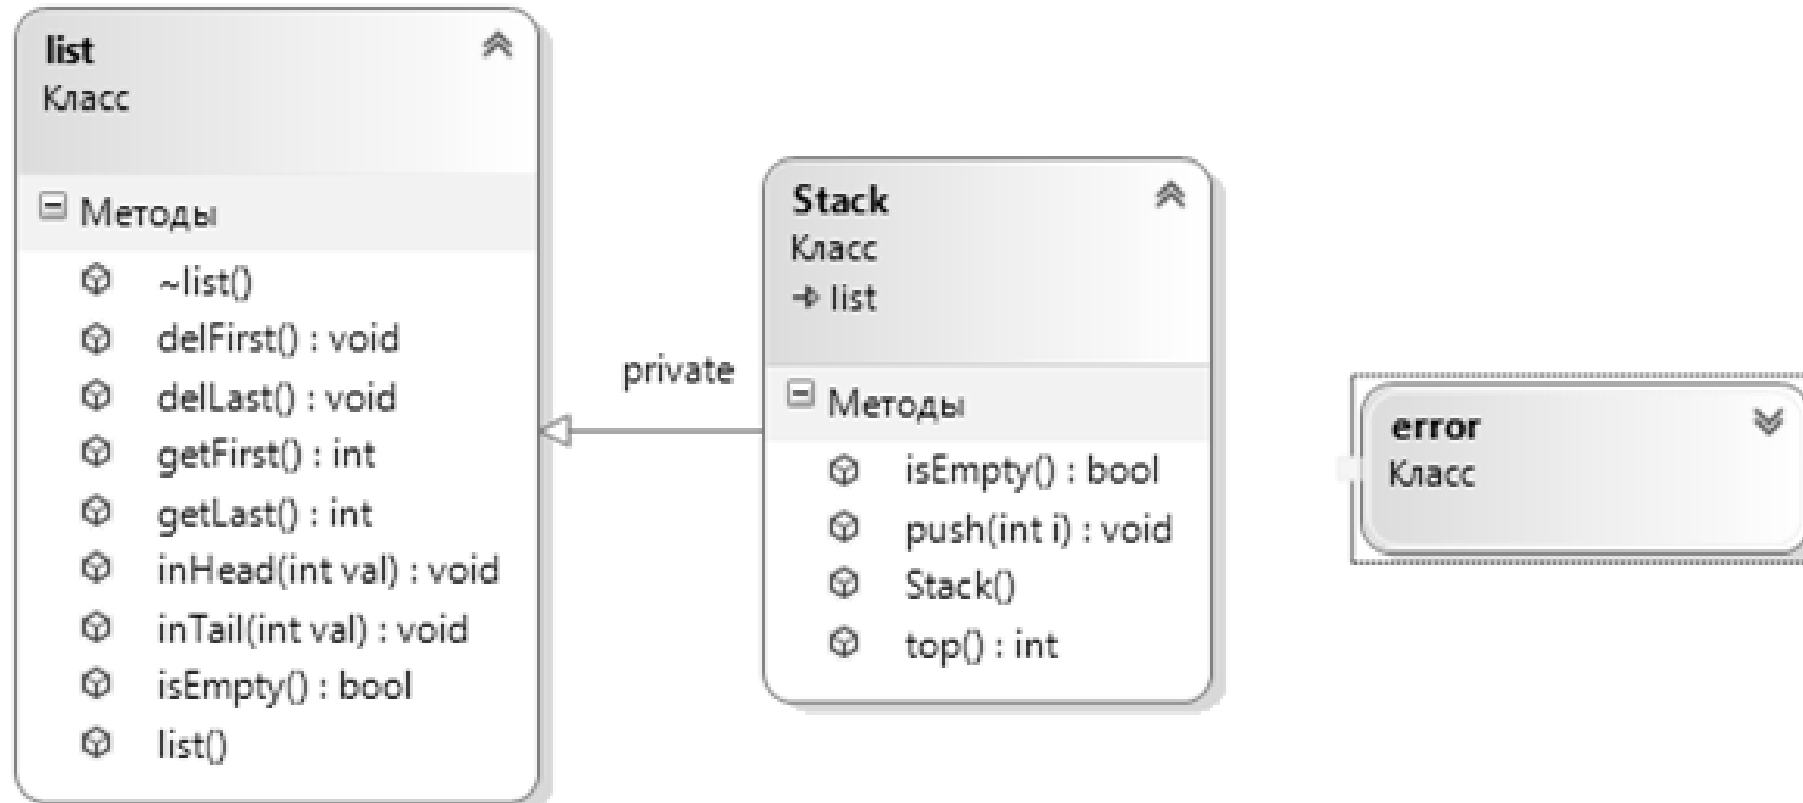 list
Класс
Методы
~list()
delFirst() : void
delLast() : void
getFirst() : int
getLast() : int
inHead(int val) : void
inTail(int val) : void
isEmpty() : bool
list()
private
Stack
Класс
list
Методы
isEmpty() : bool
push(int i) : void
Stack()
top() : int
error
Класс